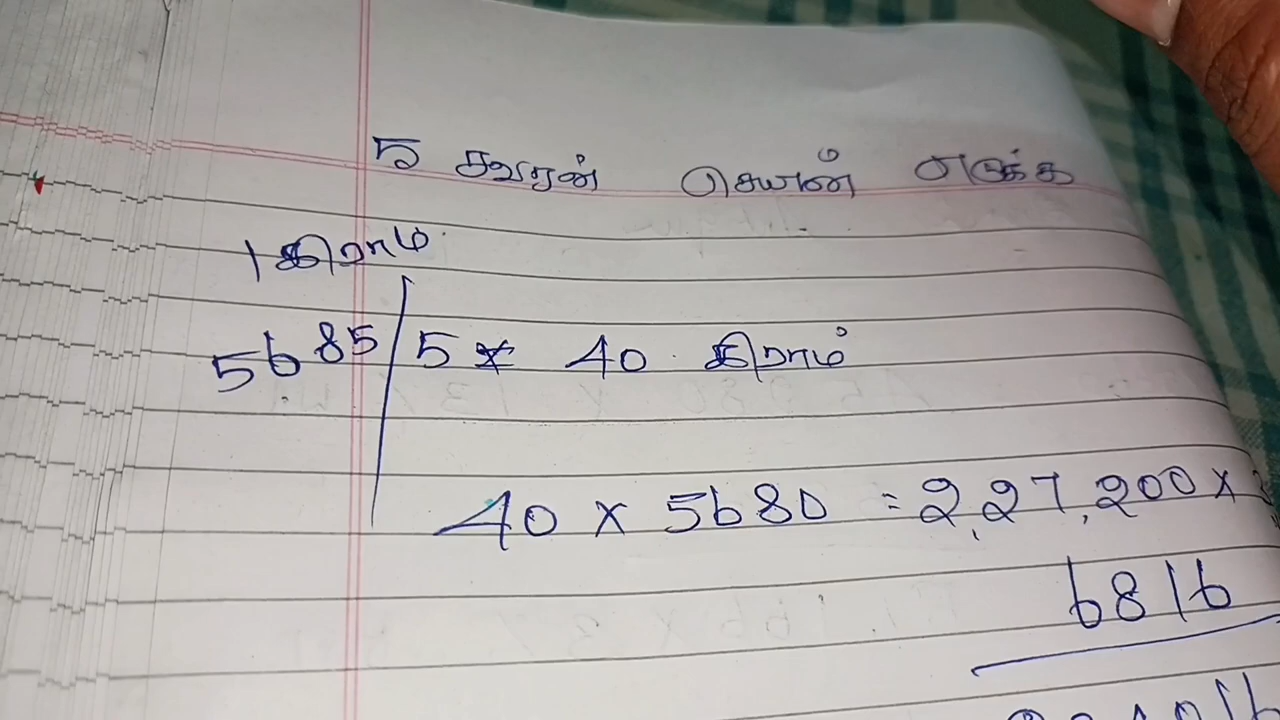 5 சவரன் செயின் எடுக்க
1 கிராம்
5685 5 * 40 கிராம்
40 x 5680 = 2,27,200 x
6816